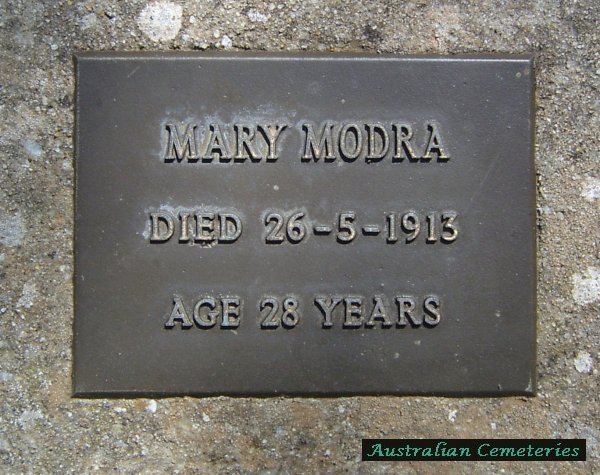 MARY MODRA
DIED 26-5-1913
AGE 28 YEARS
Australian Cemeteries